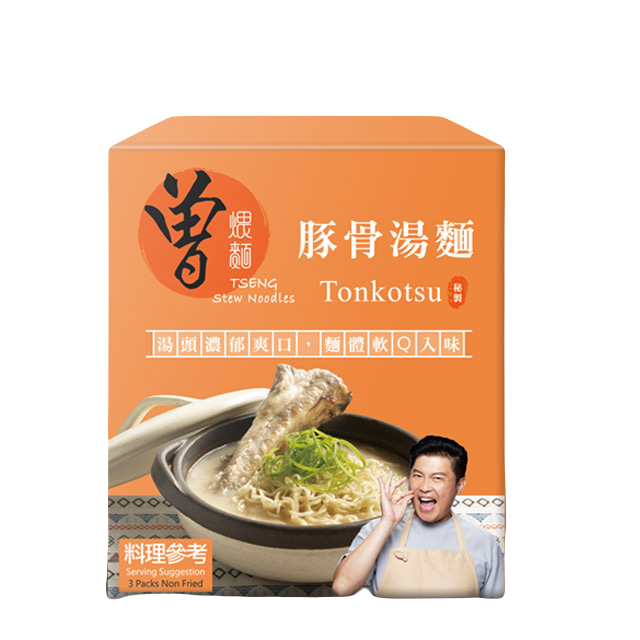 曾
煨麵
TSENG
Stew Noodles
豚骨湯麵
Tonkotsu
秘製
湯頭濃郁爽口，麵體軟Q入味
料理參考
Serving Suggestion
3 Packs Non Fried